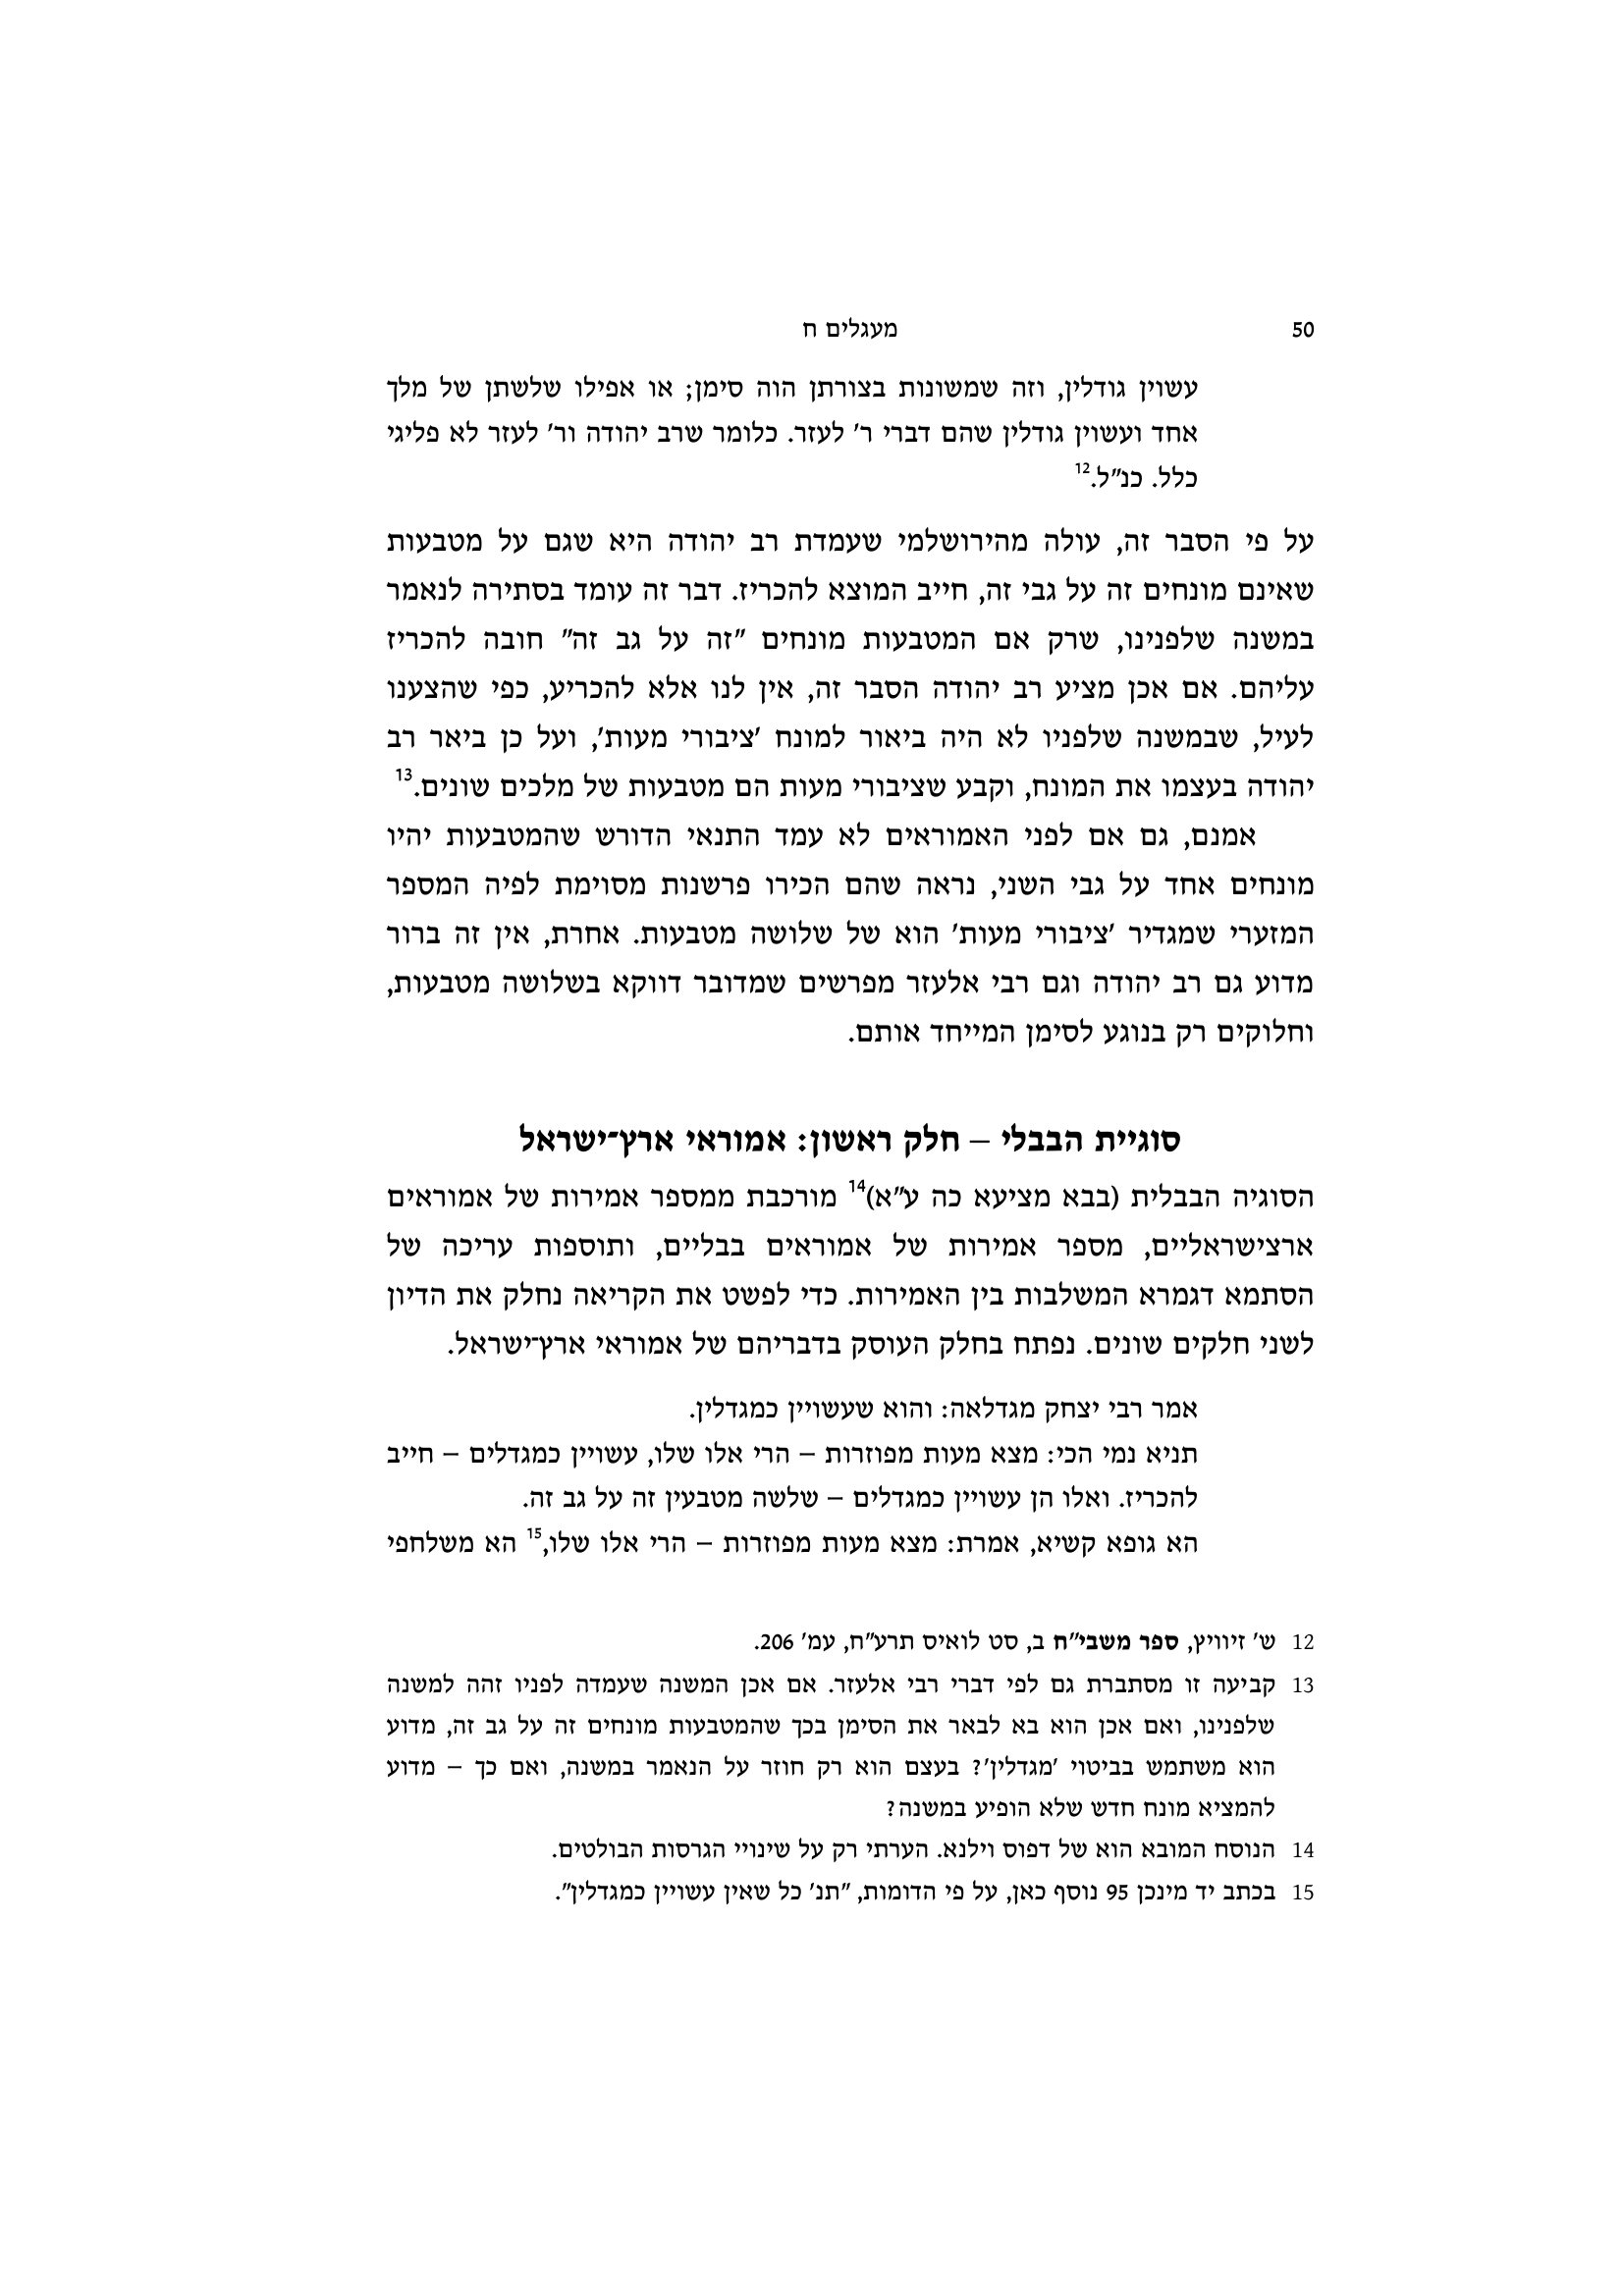 50
מעגלים ח
עשוין גודלין, וזה שמשונות בצורתן הוה סימן; או אפילו שלשתן של מלך
אחד ועשוין גודלין שהם דברי ר' לעזר. כלומר שרב יהודה ור' לעזר לא פליגי
כלל. כנ"ל.12
על פי הסבר זה, עולה מהירושלמי שעמדת רב יהודה היא שגם על מטבעות
שאינם מונחים זה על גבי זה, חייב המוצא להכריז. דבר זה עומד בסתירה לנאמר
במשנה שלפנינו, שרק אם המטבעות מונחים "זה על גב זה" חובה להכריז
עליהם. אם אכן מציע רב יהודה הסבר זה, אין לנו אלא להכריע, כפי שהצענו
לעיל, שבמשנה שלפניו לא היה ביאור למונח 'ציבורי מעות', ועל כן ביאר רב
יהודה בעצמו את המונח, וקבע שציבורי מעות הם מטבעות של מלכים שונים.13
אמנם, גם אם לפני האמוראים לא עמד התנאי הדורש שהמטבעות יהיו
מונחים אחד על גבי השני, נראה שהם הכירו פרשנות מסוימת לפיה המספר
המזערי שמגדיר 'ציבורי מעות' הוא של שלושה מטבעות. אחרת, אין זה ברור
מדוע גם רב יהודה וגם רבי אלעזר מפרשים שמדובר דווקא בשלושה מטבעות,
וחלוקים רק בנוגע לסימן המייחד אותם.
סוגיית הבבלי – חלק ראשון: אמוראי ארץ־ישראל
הסוגיה הבבלית (בבא מציעא כה ע"א)14 מורכבת ממספר אמירות של אמוראים
ארצישראליים, מספר אמירות של אמוראים בבליים, ותוספות עריכה של
הסתמא דגמרא המשלבות בין האמירות. כדי לפשט את הקריאה נחלק את הדיון
לשני חלקים שונים. נפתח בחלק העוסק בדבריהם של אמוראי ארץ־ישראל.
אמר רבי יצחק מגדלאה: והוא שעשויין כמגדלין.
תניא נמי הכי: מצא מעות מפוזרות – הרי אלו שלו, עשויין כמגדלים – חייב
להכריז. ואלו הן עשויין כמגדלים – שלשה מטבעין זה על גב זה.
הא גופא קשיא, אמרת: מצא מעות מפוזרות – הרי אלו שלו,15 הא משלחפי
12 ש' זיוויץ, ספר משבי"ח ב, סט לואיס תרע"ח, עמ' 206.
13 קביעה זו מסתברת גם לפי דברי רבי אלעזר. אם אכן המשנה שעמדה לפניו זהה למשנה
שלפנינו, ואם אכן הוא בא לבאר את הסימן בכך שהמטבעות מונחים זה על גב זה, מדוע
הוא משתמש בביטוי 'מגדלין'? בעצם הוא רק חוזר על הנאמר במשנה, ואם כך – מדוע
להמציא מונח חדש שלא הופיע במשנה?
14 הנוסח המובא הוא של דפוס וילנא. הערתי רק על שינויי הגרסות הבולטים.
15 בכתב יד מינכן 95 נוסף כאן, על פי הדומות, "תנ' כל שאין עשויין כמגדלין".